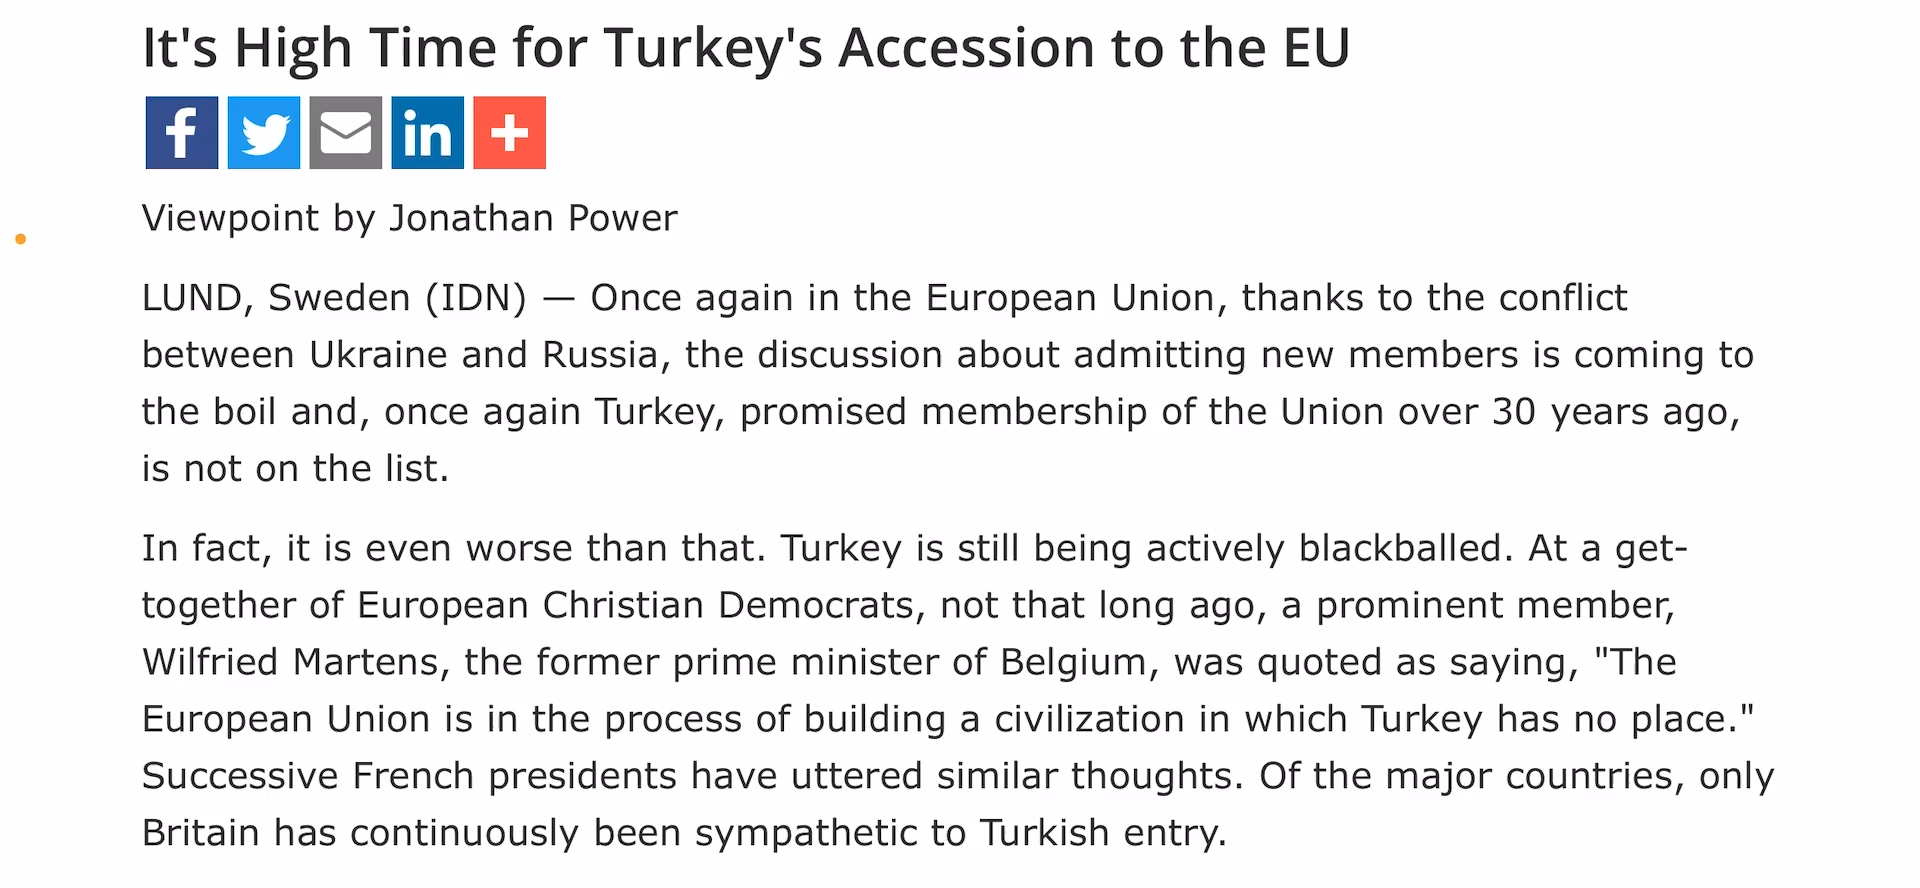 It's High Time for Turkey's Accession to the EU
f
in
+
Viewpoint by Jonathan Power
LUND, Sweden (IDN) — Once again in the European Union, thanks to the conflict
between Ukraine and Russia, the discussion about admitting new members is coming to
the boil and, once again Turkey, promised membership of the Union over 30 years ago,
is not on the list.
In fact, it is even worse than that. Turkey is still being actively blackballed. At a get-
together of European Christian Democrats, not that long ago, a prominent member,
Wilfried Martens, the former prime minister of Belgium, was quoted as saying, "The
European Union is in the process of building a civilization in which Turkey has no place."
Successive French presidents have uttered similar thoughts. Of the major countries, only
Britain has continuously been sympathetic to Turkish entry.